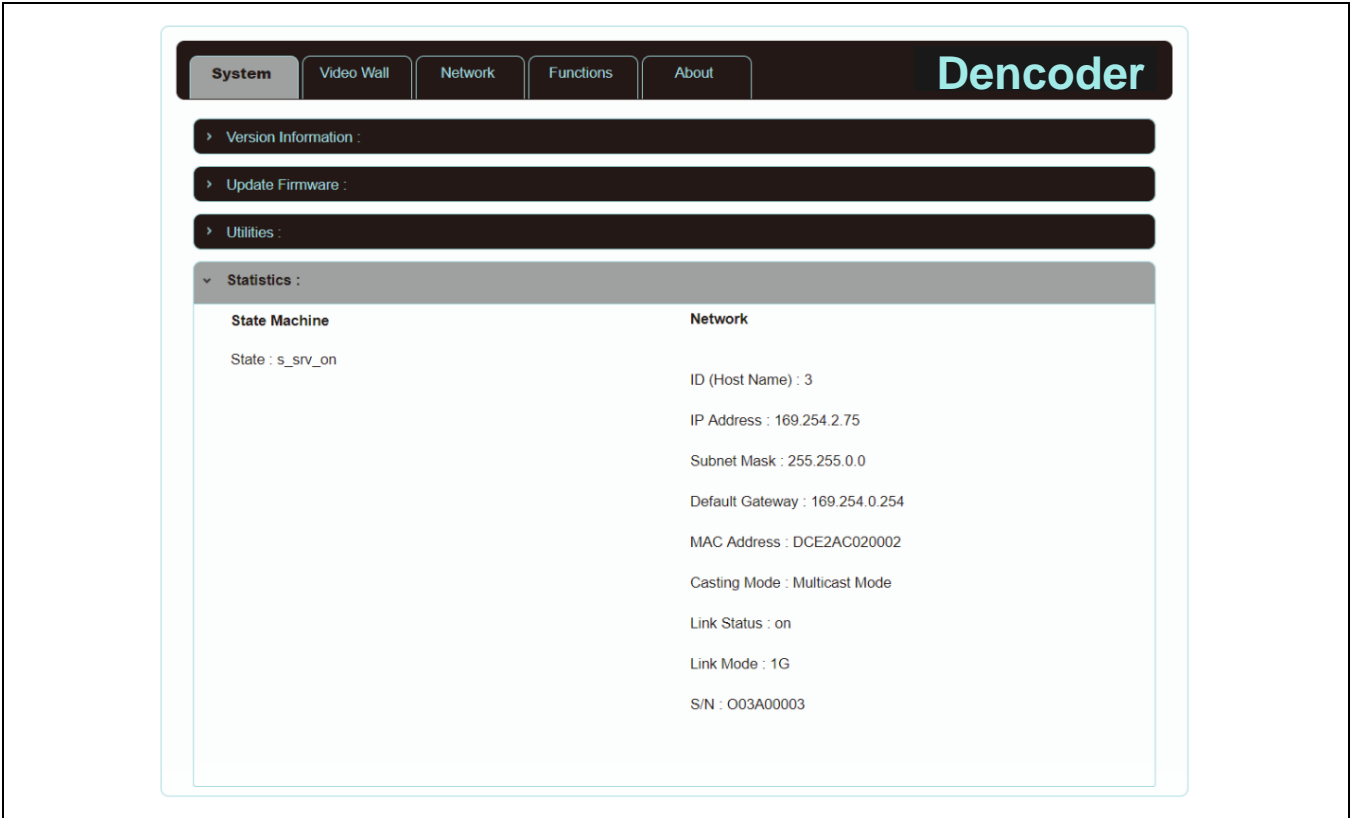 System
Video Wall
Network
Functions
About
Dencoder
Version Information :
Update Firmware :
Utilities :
Statistics :
State Machine
State : s_srv_on
Network
ID (Host Name) : 3
IP Address : 169.254.2.75
Subnet Mask : 255.255.0.0
Default Gateway : 169.254.0.254
MAC Address : DCE2AC020002
Casting Mode : Multicast Mode
Link Status : on
Link Mode : 1G
S/N : O03A00003